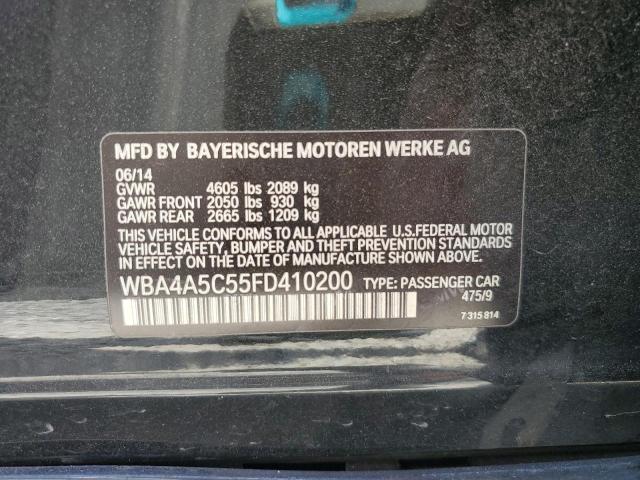 MFD BY BAYERISCHE MOTOREN WERKE AG
06/14
GVWR 4605 lbs 2089 kg
GAWR FRONT 2050 lbs 930 kg
GAWR REAR 2665 lbs 1209 kg
THIS VEHICLE CONFORMS TO ALL APPLICABLE U.S.FEDERAL MOTOR
VEHICLE SAFETY, BUMPER AND THEFT PREVENTION STANDARDS
IN EFFECT ON THE DATE OF MANUFACTURE SHOWN ABOVE.
WBA4A5C55FD410200 TYPE: PASSENGER CAR
475/9
7 315 814